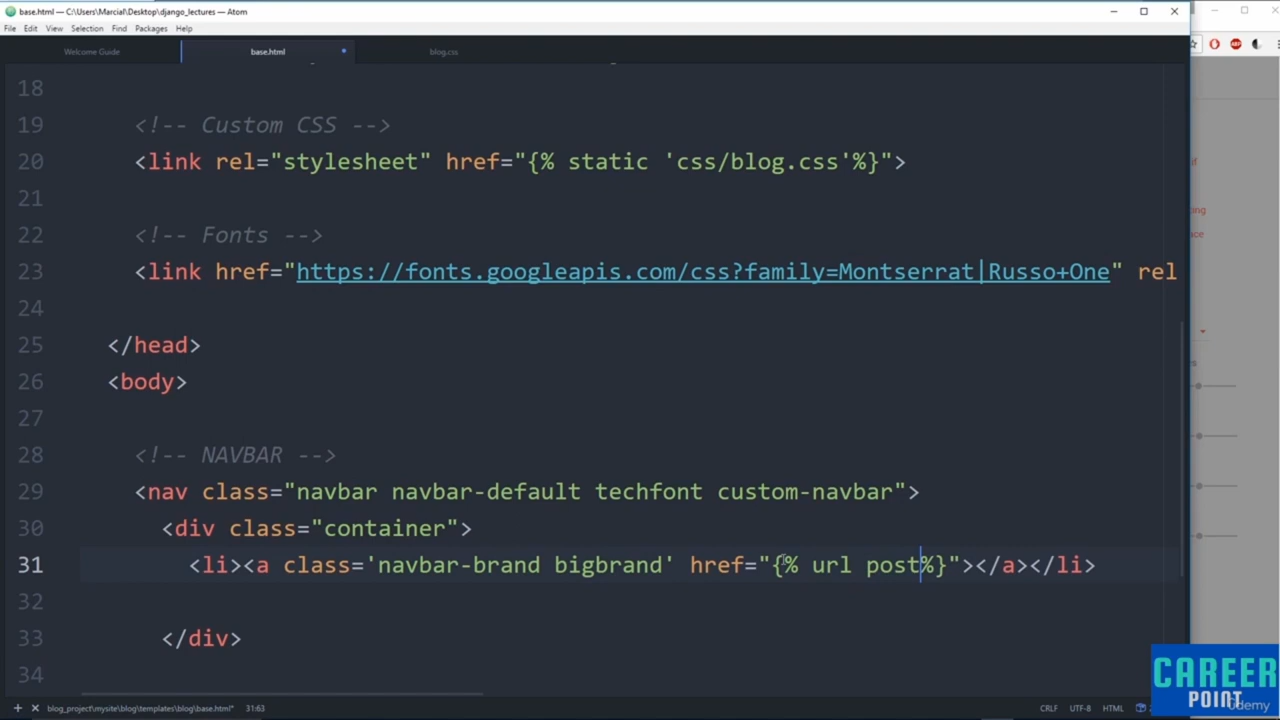 base.html — C:\Users\Marcial\Desktop\django_lectures — Atom
File Edit View Selection Find Packages Help
Welcome Guide base.html blog.css
18
19 <!-- Custom CSS -->
20 <link rel="stylesheet" href="{% static 'css/blog.css'%}">
21
22 <!-- Fonts -->
23 <link href="https://fonts.googleapis.com/css?family=Montserrat|Russo+One" rel
24
25 </head>
26 <body>
27
28 <!-- NAVBAR -->
29 <nav class="navbar navbar-default techfont custom-navbar">
30 <div class="container">
31 <li><a class='navbar-brand bigbrand' href="{% url post%}"></a></li>
32
33 </div>
34
blog_project\mysite\blog\templates\blog\base.html* 31:63 CRLF UTF-8 HTML
CAREER
POINT
Udemy